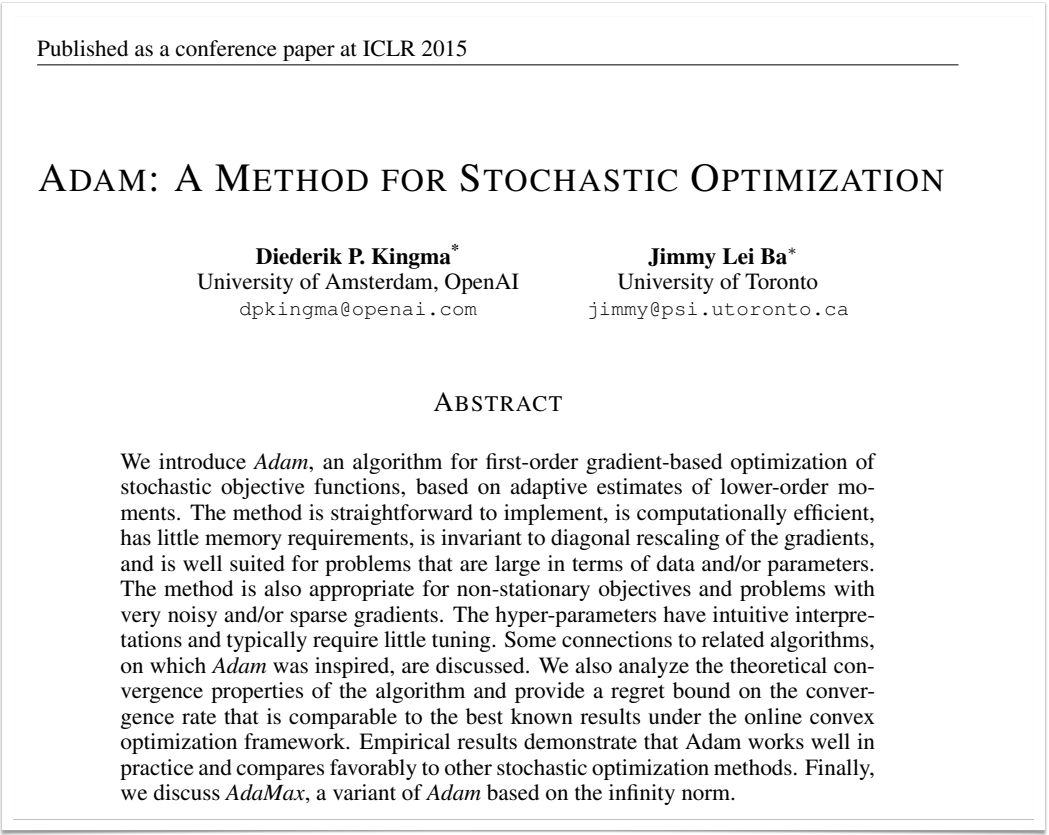 Published as a conference paper at ICLR 2015
ADAM: A METHOD FOR STOCHASTIC OPTIMIZATION
Diederik P. Kingma*
University of Amsterdam, OpenAI
dpkingma@openai.com
Jimmy Lei Ba*
University of Toronto
jimmy@psi.utoronto.ca
ABSTRACT
We introduce Adam, an algorithm for first-order gradient-based optimization of
stochastic objective functions, based on adaptive estimates of lower-order mo-
ments. The method is straightforward to implement, is computationally efficient,
has little memory requirements, is invariant to diagonal rescaling of the gradients,
and is well suited for problems that are large in terms of data and/or parameters.
The method is also appropriate for non-stationary objectives and problems with
very noisy and/or sparse gradients. The hyper-parameters have intuitive interpre-
tations and typically require little tuning. Some connections to related algorithms,
on which Adam was inspired, are discussed. We also analyze the theoretical con-
vergence properties of the algorithm and provide a regret bound on the conver-
gence rate that is comparable to the best known results under the online convex
optimization framework. Empirical results demonstrate that Adam works well in
practice and compares favorably to other stochastic optimization methods. Finally,
we discuss AdaMax, a variant of Adam based on the infinity norm.